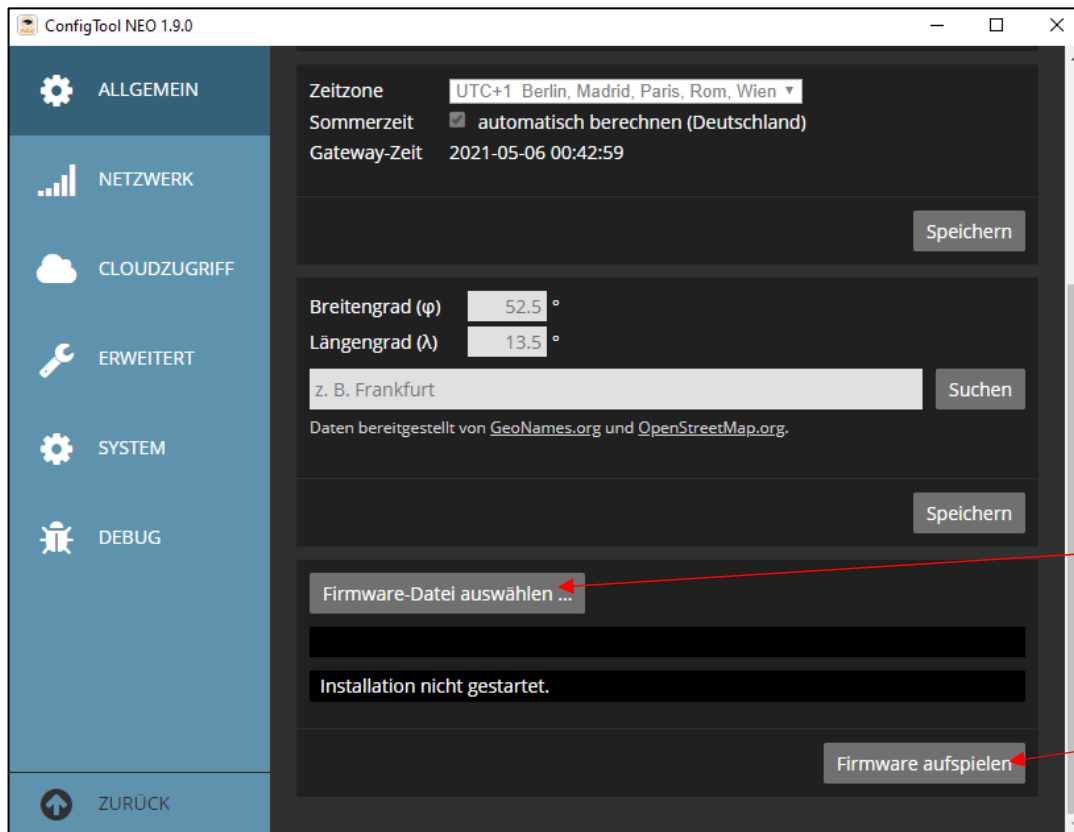 ConfigTool NEO 1.9.0
ALLGEMEIN
NETZWERK
CLOUDZUGRIFF
ERWEITERT
SYSTEM
DEBUG
ZURÜCK
Zeitzone UTC+1 Berlin, Madrid, Paris, Rom, Wien
Sommerzeit automatisch berechnen (Deutschland)
Gateway-Zeit 2021-05-06 00:42:59
Speichern
Breitengrad (φ) 52.5 °
Längengrad (λ) 13.5 °
z. B. Frankfurt Suchen
Daten bereitgestellt von GeoNames.org und OpenStreetMap.org.
Speichern
Firmware-Datei auswählen ...
Installation nicht gestartet.
Firmware aufspielen